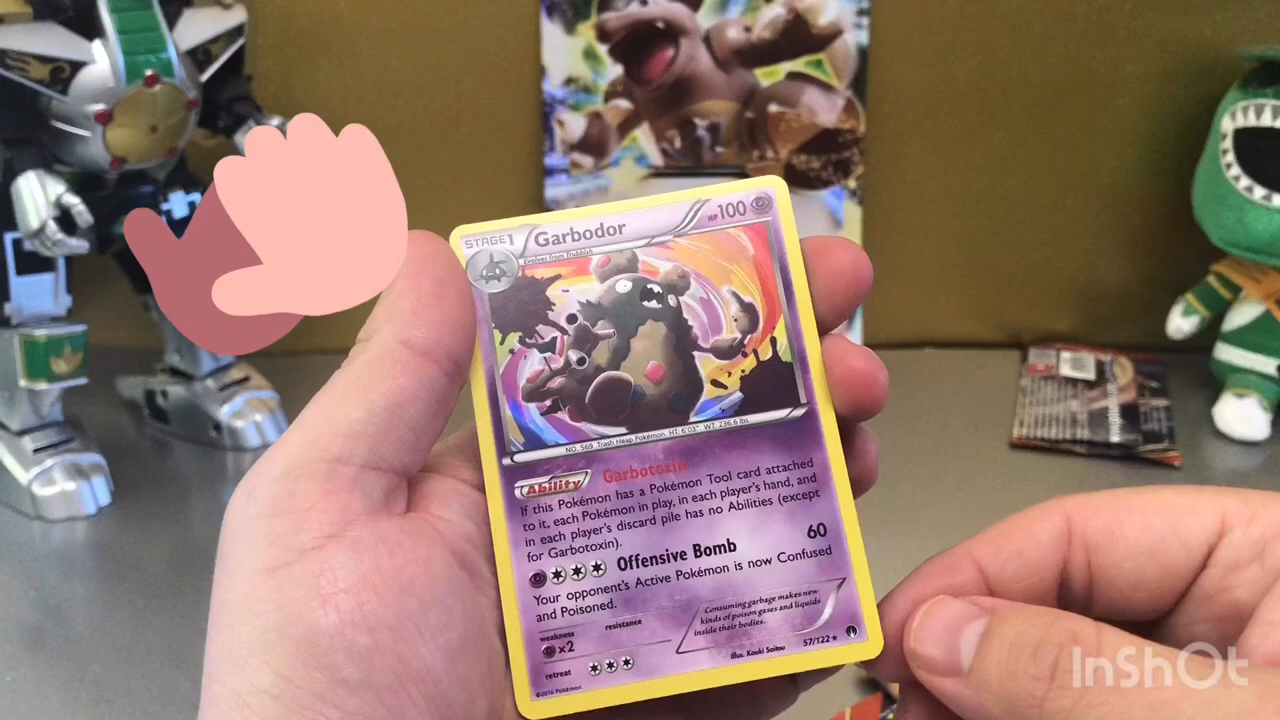 STAGE1 Garbodor HP100
Evolves from Trubbish
NO. 569 Trash Heap Pokémon. HT: 6'03" WT: 236.6 lbs.
Ability Garbotoxin
If this Pokémon has a Pokémon Tool card attached
to it, each Pokémon in play, in each player's hand, and
in each player's discard pile has no Abilities (except
for Garbotoxin).
Offensive Bomb 60
Your opponent's Active Pokémon is now Confused
and Poisoned.
weakness resistance
×2
retreat
Consuming garbage makes new
kinds of poison gases and liquids
inside their bodies.
Illus. Kouki Saitou 57/122★
©2016 Pokémon
InShOt